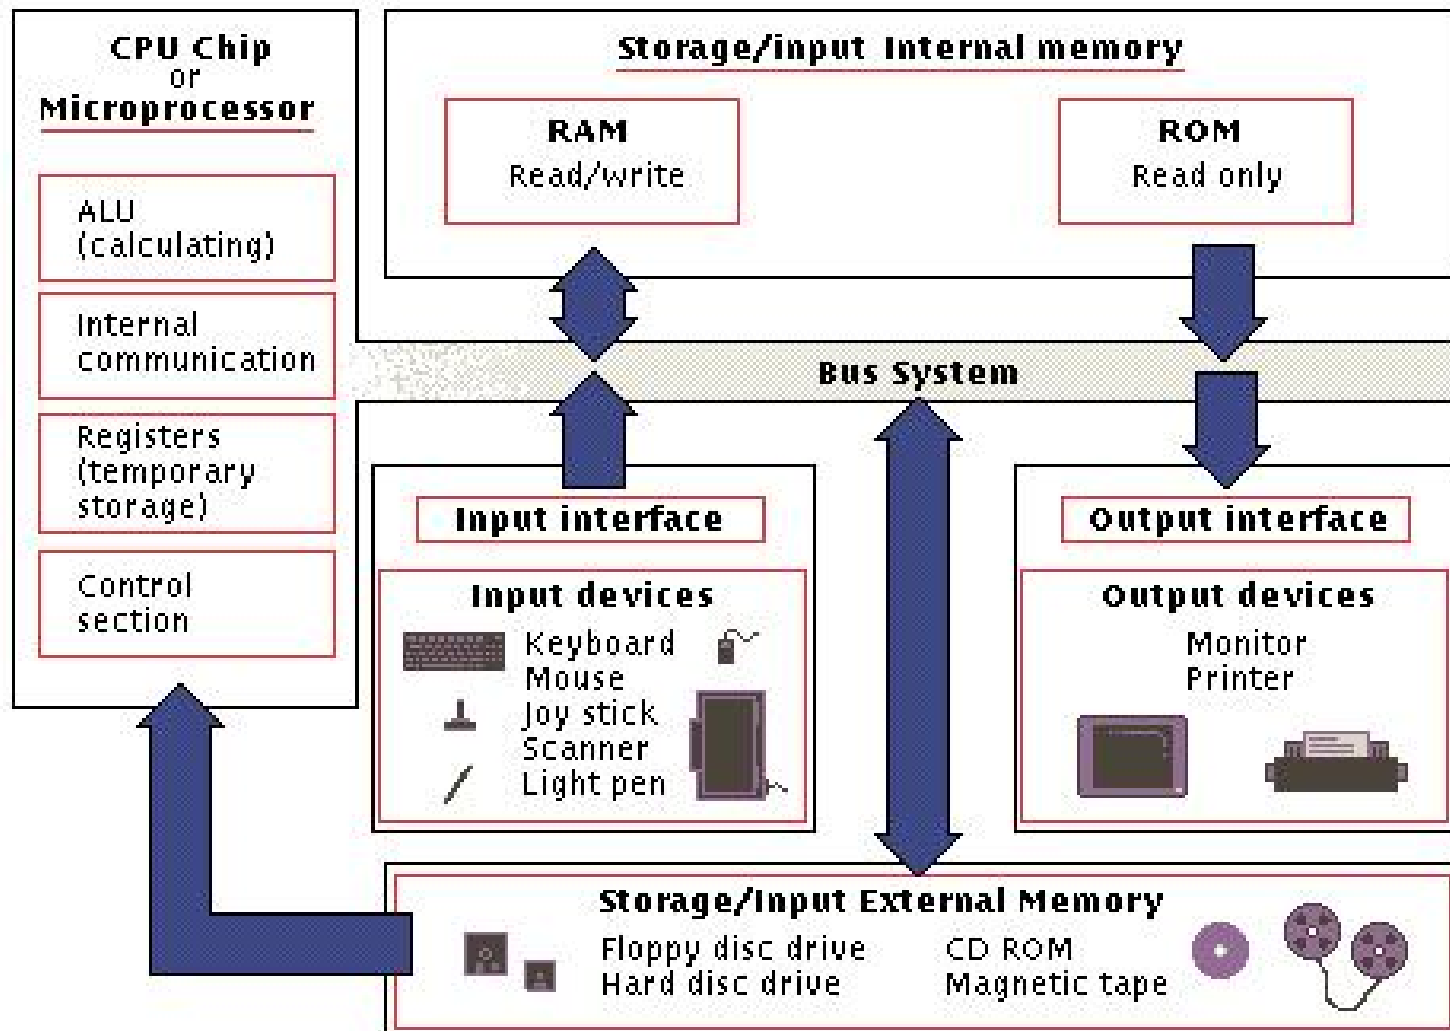 CPU Chip
or
Microprocessor
ALU
(calculating)
Internal
communication
Registers
(temporary
storage)
Control
section
Storage/input Internal memory
RAM
Read/write
ROM
Read only
Bus System
Input interface
Input devices
Keyboard
Mouse
Joy stick
Scanner
Light pen
Output interface
Output devices
Monitor
Printer
Storage/Input External Memory
Floppy disc drive
Hard disc drive
CD ROM
Magnetic tape